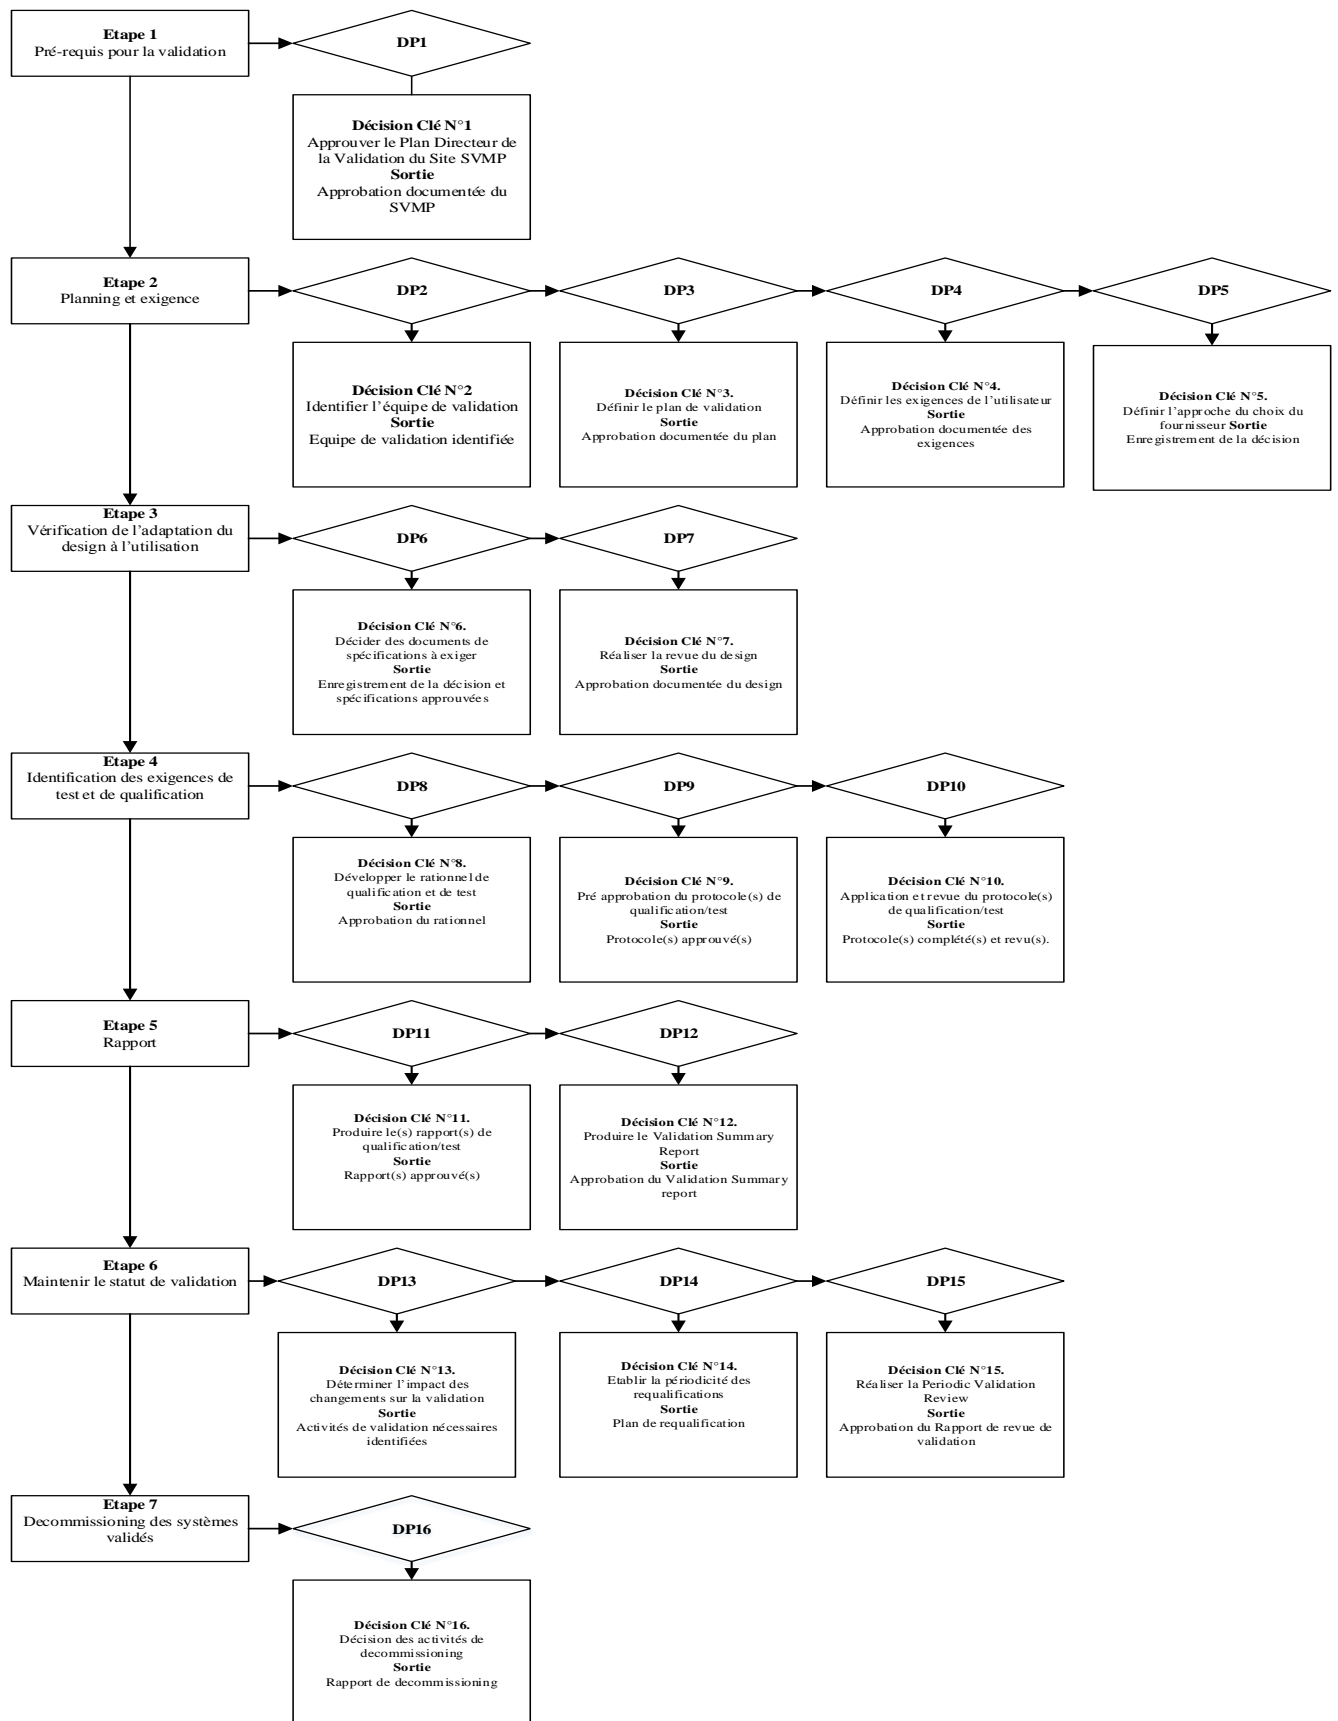 Etape 1
Pré-requis pour la validation
DP1
Décision Clé N°1
Approuver le Plan Directeur de
la Validation du Site SVMP
Sortie
Approbation documentée du
SVMP
Etape 2
Planning et exigence
DP2
DP3
DP4
DP5
Décision Clé N°2
Identifier l'équipe de validation
Sortie
Equipe de validation identifiée
Décision Clé N°3.
Définir le plan de validation
Sortie
Approbation documentée du plan
Décision Clé N°4.
Définir les exigences de l'utilisateur
Sortie
Approbation documentée des
exigences
Décision Clé N°5.
Définir l'approche du choix du
fournisseur Sortie
Enregistrement de la décision
Etape 3
Vérification de l'adaptation du
design à l'utilisation
DP6
DP7
Décision Clé N°6.
Décider des documents de
spécifications à exiger
Sortie
Enregistrement de la décision et
spécifications approuvées
Décision Clé N°7.
Réaliser la revue du design
Sortie
Approbation documentée du design
Etape 4
Identification des exigences de
test et de qualification
DP8
DP9
DP10
Décision Clé N°8.
Développer le rationnel de
qualification et de test
Sortie
Approbation du rationnel
Décision Clé N°9.
Pré approbation du protocole(s) de
qualification/test
Sortie
Protocole(s) approuvé(s)
Décision Clé N°10.
Application et revue du protocole(s)
de qualification/test
Sortie
Protocole(s) complété(s) et revu(s).
Etape 5
Rapport
DP11
DP12
Décision Clé N°11.
Produire le(s) rapport(s) de
qualification/test
Sortie
Rapport(s) approuvé(s)
Décision Clé N°12.
Produire le Validation Summary
Report
Sortie
Approbation du Validation Summary
report
Etape 6
Maintenir le statut de validation
DP13
DP14
DP15
Décision Clé N°13.
Déterminer l'impact des
changements sur la validation
Sortie
Activités de validation nécessaires
identifiées
Décision Clé N°14.
Etablir la périodicité des
requalifications
Sortie
Plan de requalification
Décision Clé N°15.
Réaliser la Periodic Validation
Review
Sortie
Approbation du Rapport de revue de
validation
Etape 7
Decommissioning des systèmes
validés
DP16
Décision Clé N°16.
Décision des activités de
decommissioning
Sortie
Rapport de decommissioning